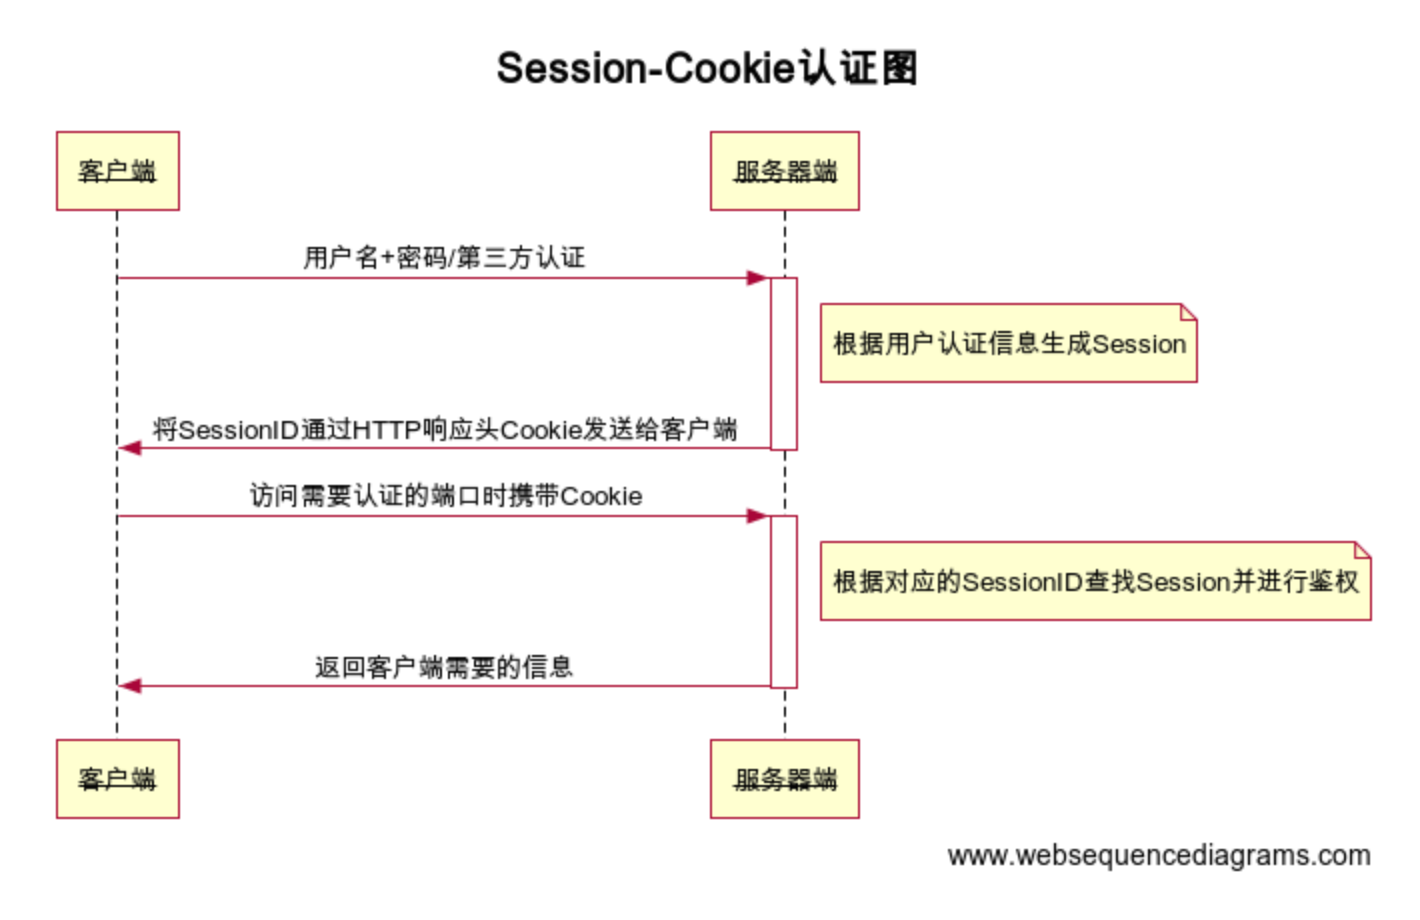 Session-Cookie认证图
客户端
服务器端
用户名+密码/第三方认证
根据用户认证信息生成Session
将SessionID通过HTTP响应头Cookie发送给客户端
访问需要认证的端口时携带Cookie
根据对应的SessionID查找Session并进行鉴权
返回客户端需要的信息
客户端
服务器端
www.websequencediagrams.com